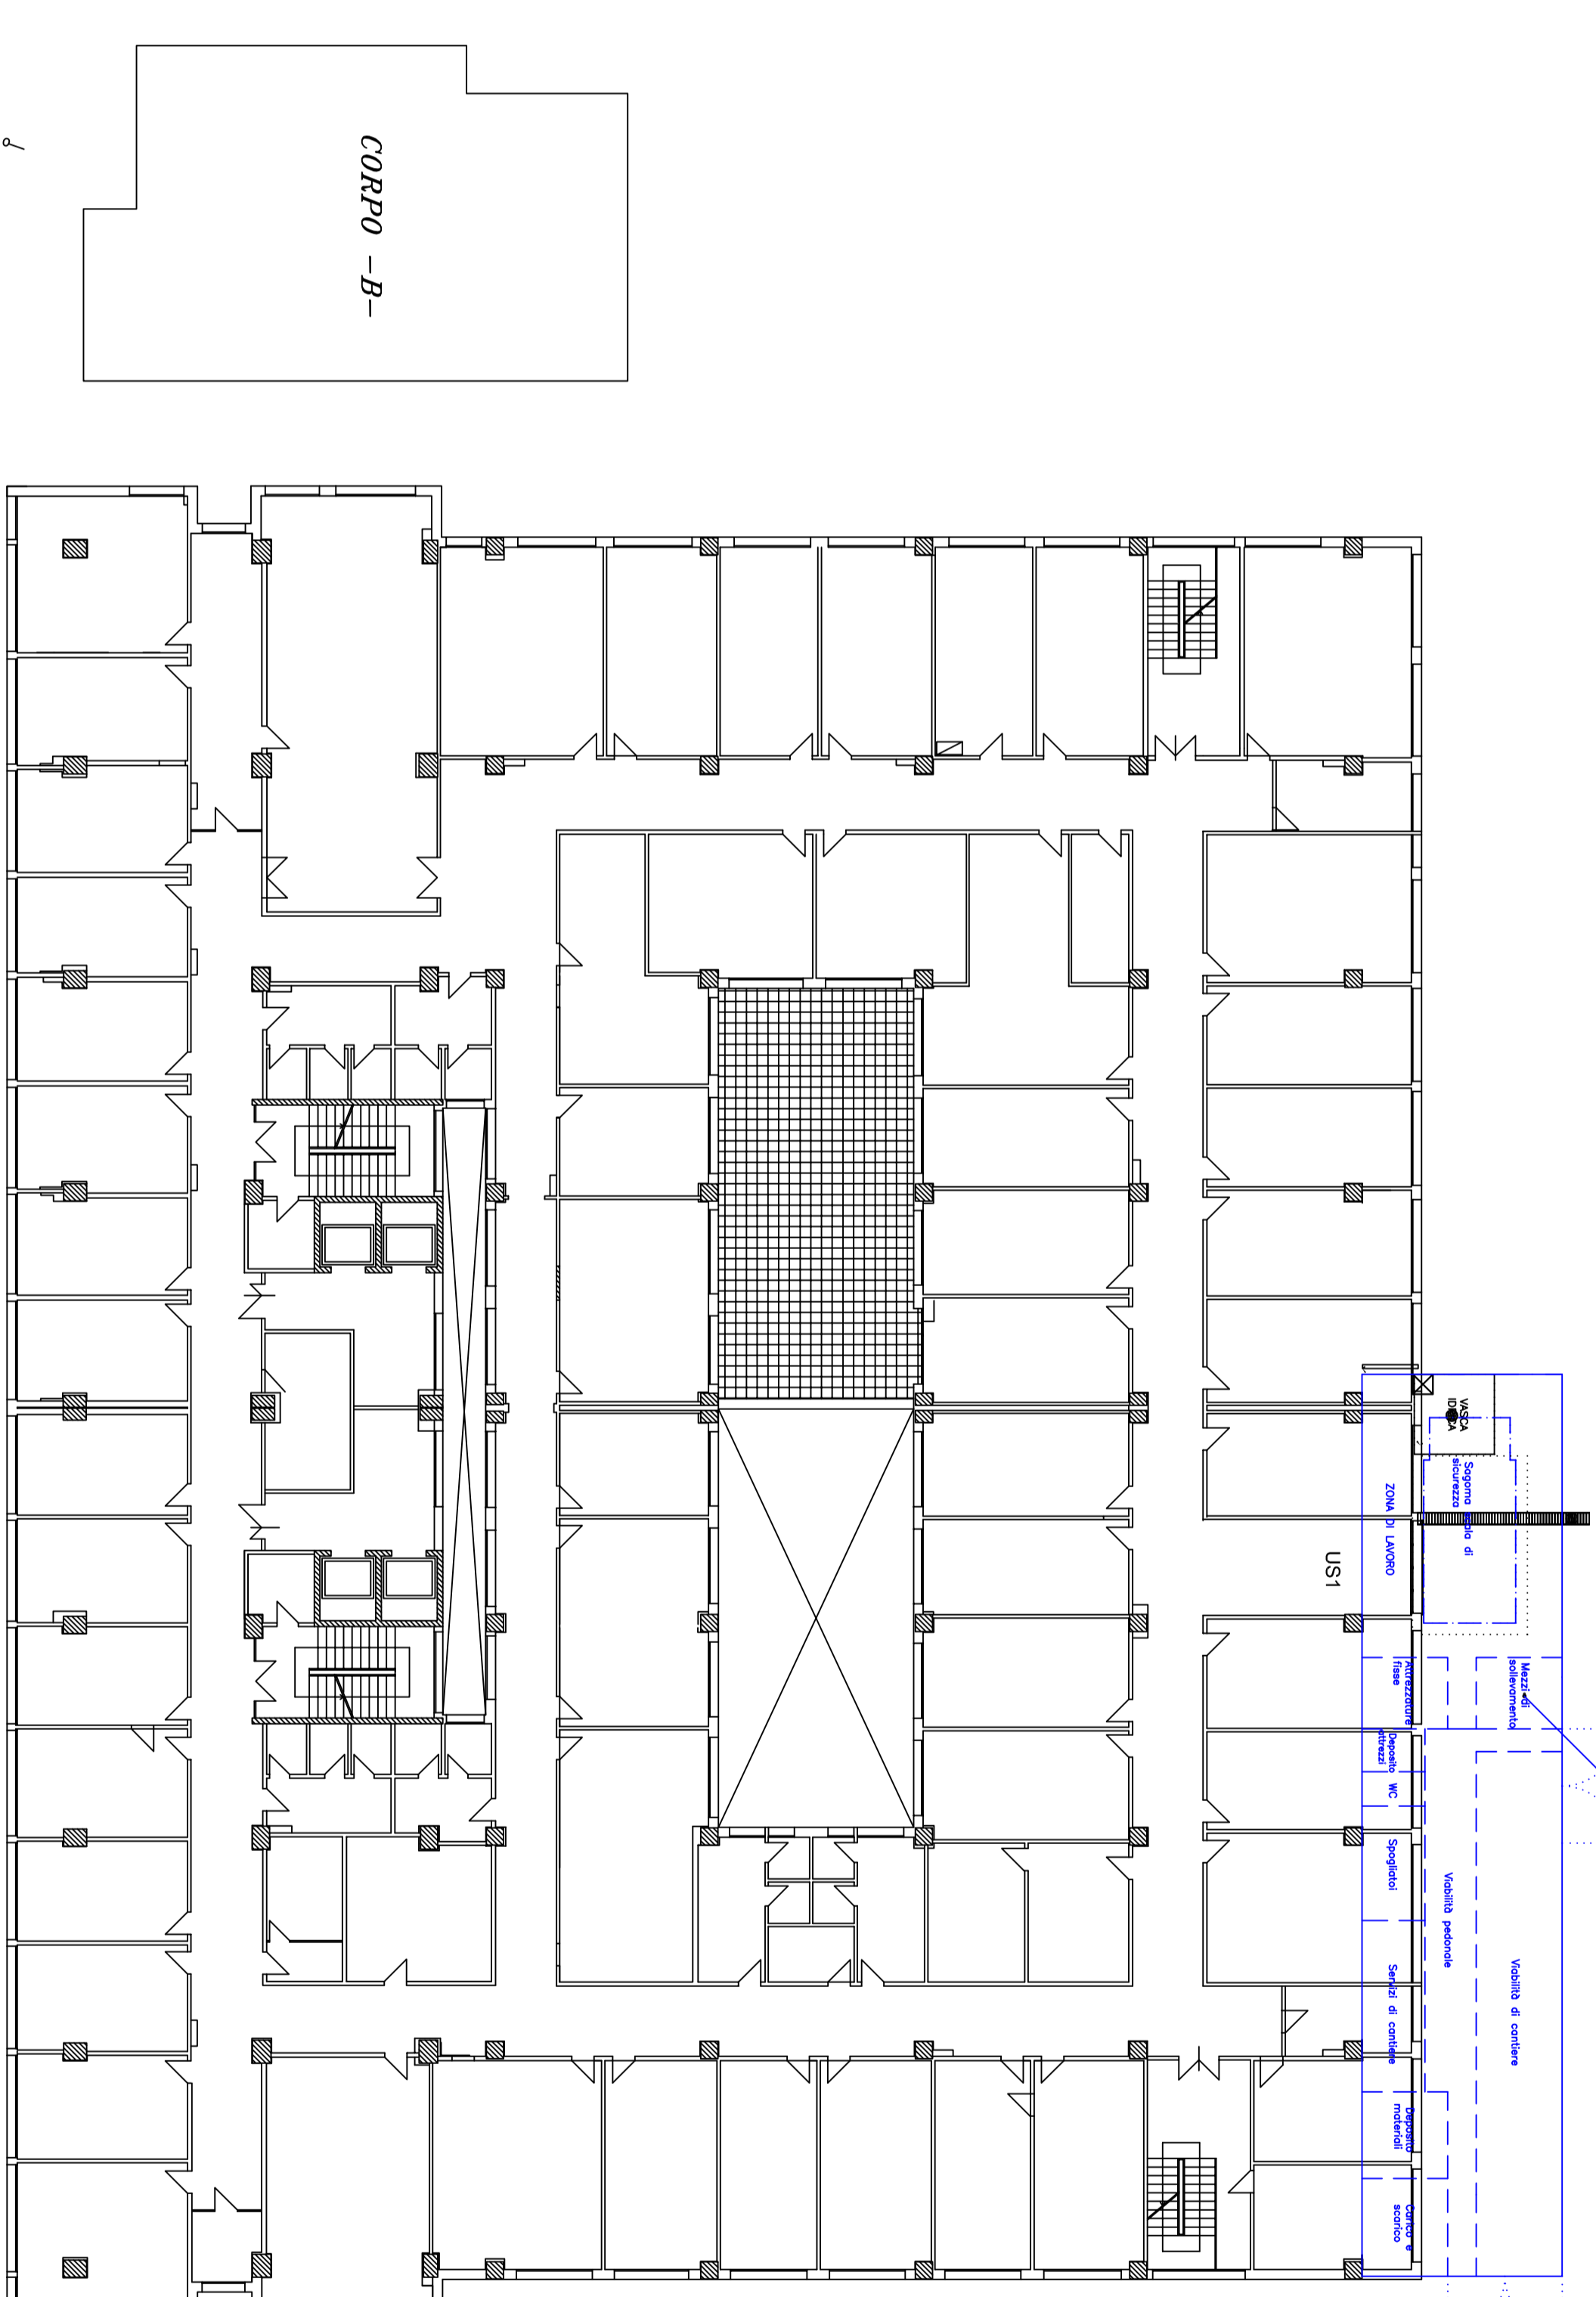 CORPO -B-
VASCA
IDRICA
Sagoma scala di
sicurezza
ZONA DI LAVORO
US1
Mezzi di
sollevamento
Attrezzature
fisse
Deposito
attrezzi
WC
Spogliatoi
Viabilità pedonale
Viabilità di cantiere
Servizi di cantiere
Deposito
materiali
Carico e
scarico